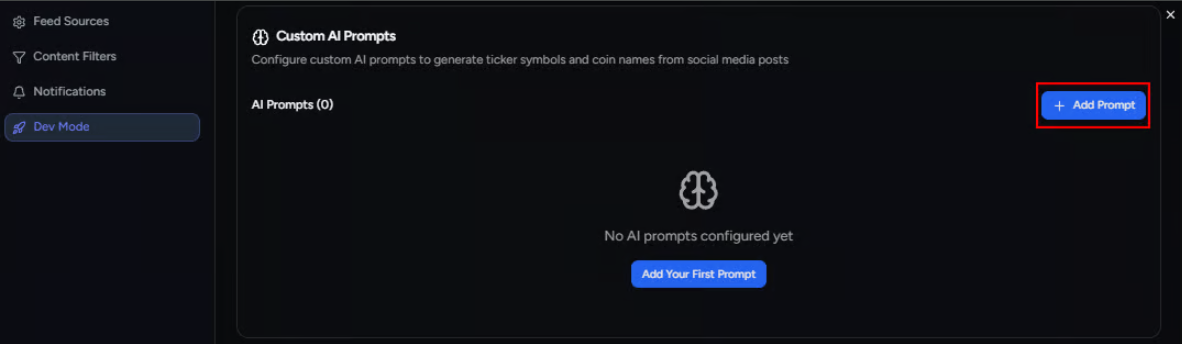 Feed Sources
Content Filters
Notifications
Dev Mode
Custom AI Prompts
Configure custom AI prompts to generate ticker symbols and coin names from social media posts
AI Prompts (0)
+ Add Prompt
No AI prompts configured yet
Add Your First Prompt